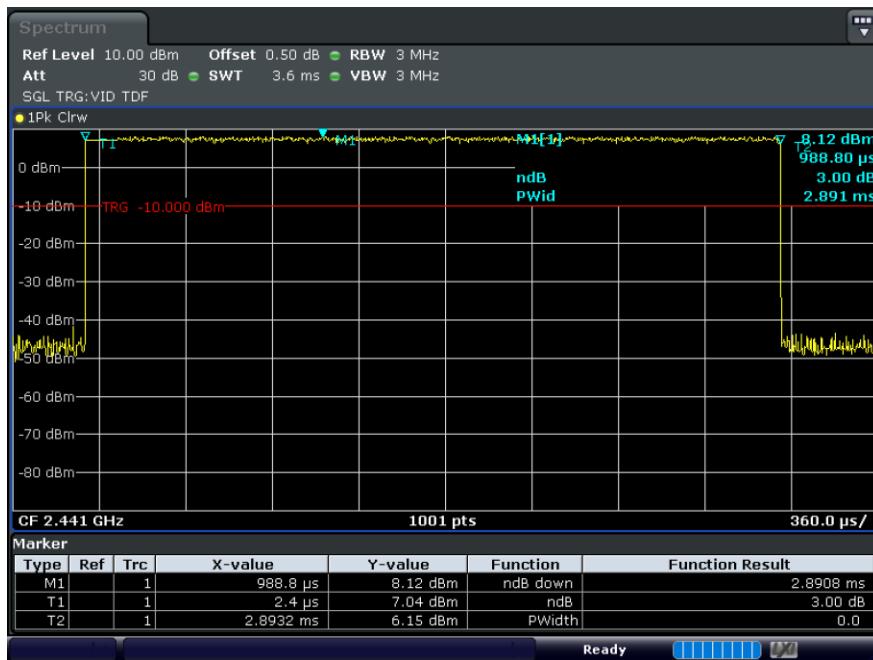 Spectrum
Ref Level 10.00 dBm Offset 0.50 dB RBW 3 MHz
Att 30 dB SWT 3.6 ms VBW 3 MHz
SGL TRG:VID TDF
1Pk Clrw
T1 M1 M1[1] 8.12 dBm
T2 988.80 µs
0 dBm
ndB 3.00 dB
PWid 2.891 ms
-10 dBm TRG -10.000 dBm
-20 dBm
-30 dBm
-40 dBm
-50 dBm
-60 dBm
-70 dBm
-80 dBm
CF 2.441 GHz 1001 pts 360.0 µs/
Marker
Type Ref Trc X-value Y-value Function Function Result
M1 1 988.8 µs 8.12 dBm ndB down 2.8908 ms
T1 1 2.4 µs 7.04 dBm ndB 3.00 dB
T2 1 2.8932 ms 6.15 dBm PWidth 0.0
Ready LXI